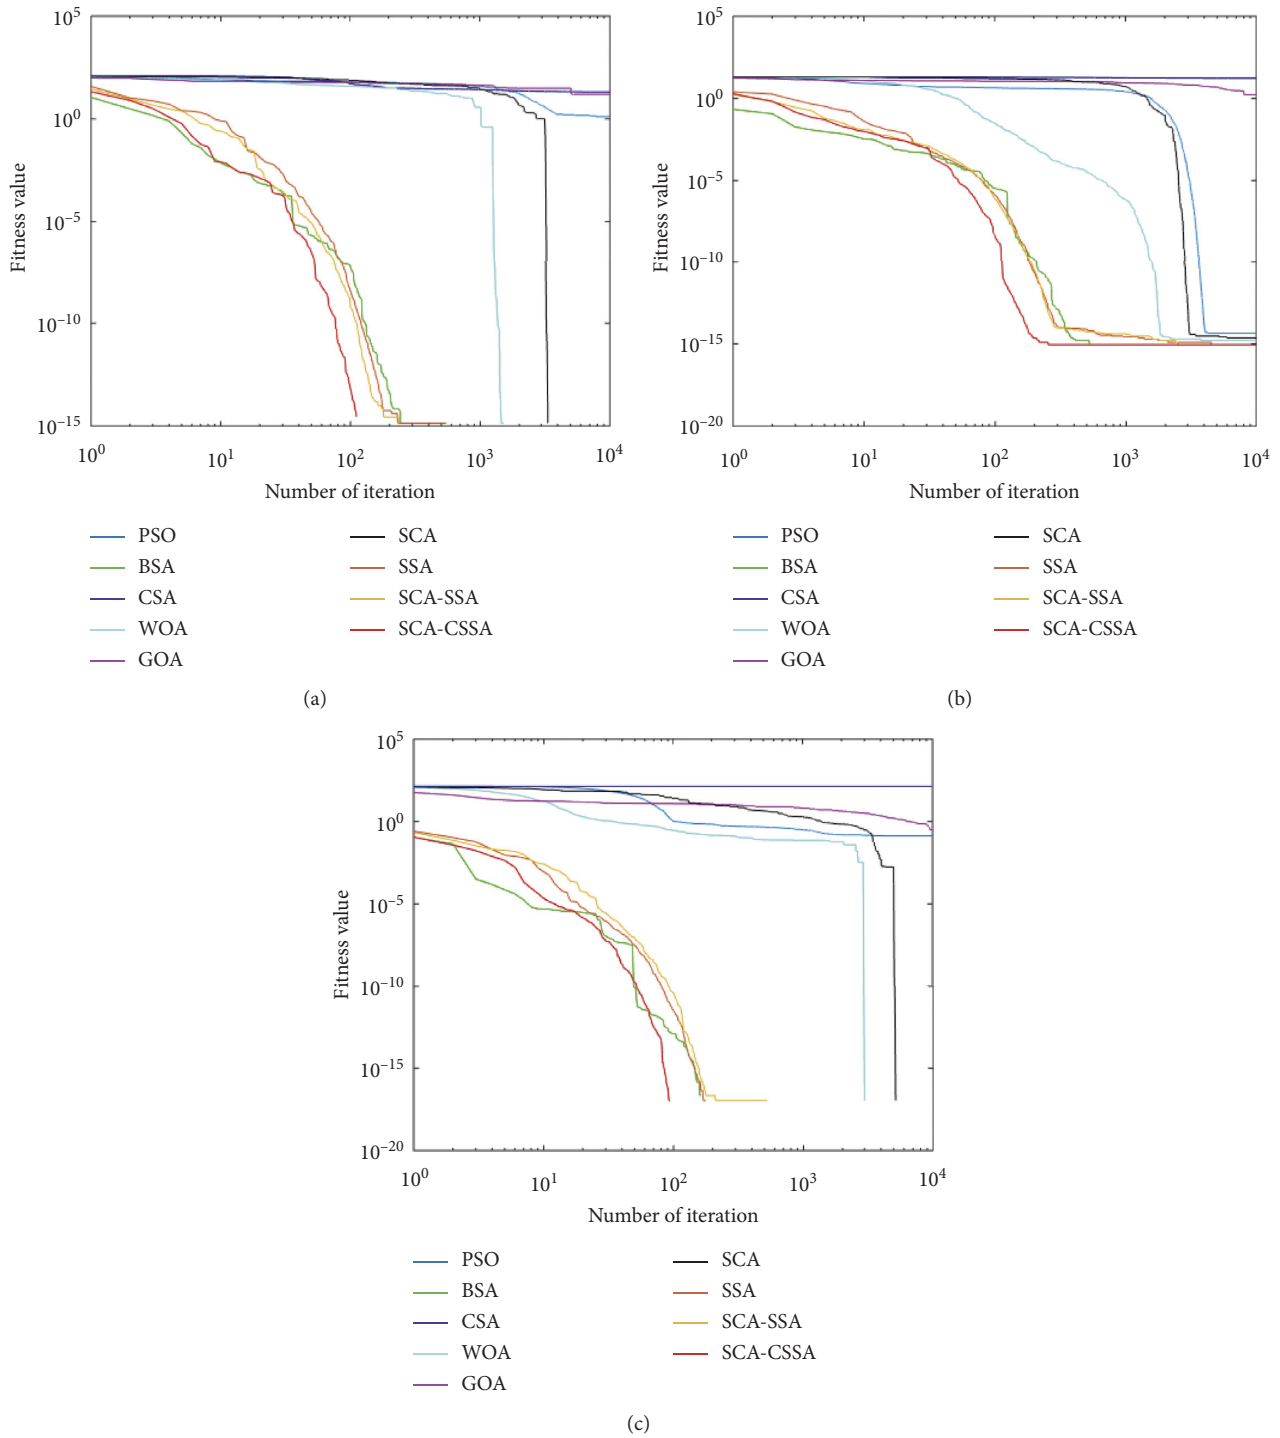 10^5
10^0
10^−5
10^−10
10^−15
Fitness value
10^0
10^1
10^2
10^3
10^4
Number of iteration
PSO
BSA
CSA
WOA
GOA
SCA
SSA
SCA-SSA
SCA-CSSA
(a)
10^5
10^0
10^−5
10^−10
10^−15
10^−20
Fitness value
10^0
10^1
10^2
10^3
10^4
Number of iteration
PSO
BSA
CSA
WOA
GOA
SCA
SSA
SCA-SSA
SCA-CSSA
(b)
10^5
10^0
10^−5
10^−10
10^−15
10^−20
Fitness value
10^0
10^1
10^2
10^3
10^4
Number of iteration
PSO
BSA
CSA
WOA
GOA
SCA
SSA
SCA-SSA
SCA-CSSA
(c)